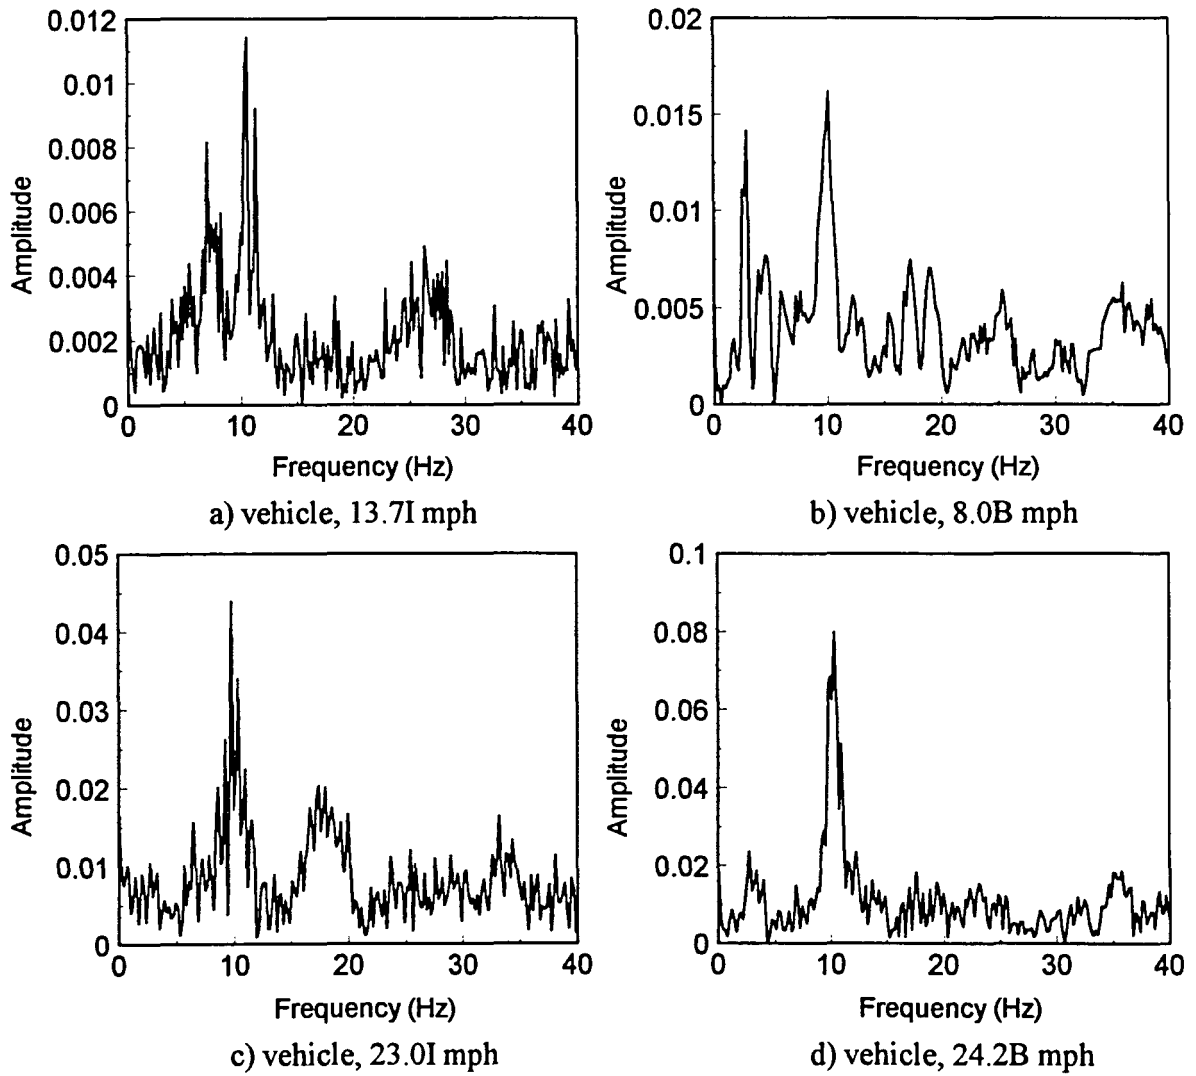 0.012
0.01
0.008
0.006
0.004
0.002
0
Amplitude
0 10 20 30 40
Frequency (Hz)
a) vehicle, 13.7I mph
0.02
0.015
0.01
0.005
0
Amplitude
0 10 20 30 40
Frequency (Hz)
b) vehicle, 8.0B mph
0.05
0.04
0.03
0.02
0.01
0
Amplitude
0 10 20 30 40
Frequency (Hz)
c) vehicle, 23.0I mph
0.1
0.08
0.06
0.04
0.02
0
Amplitude
0 10 20 30 40
Frequency (Hz)
d) vehicle, 24.2B mph